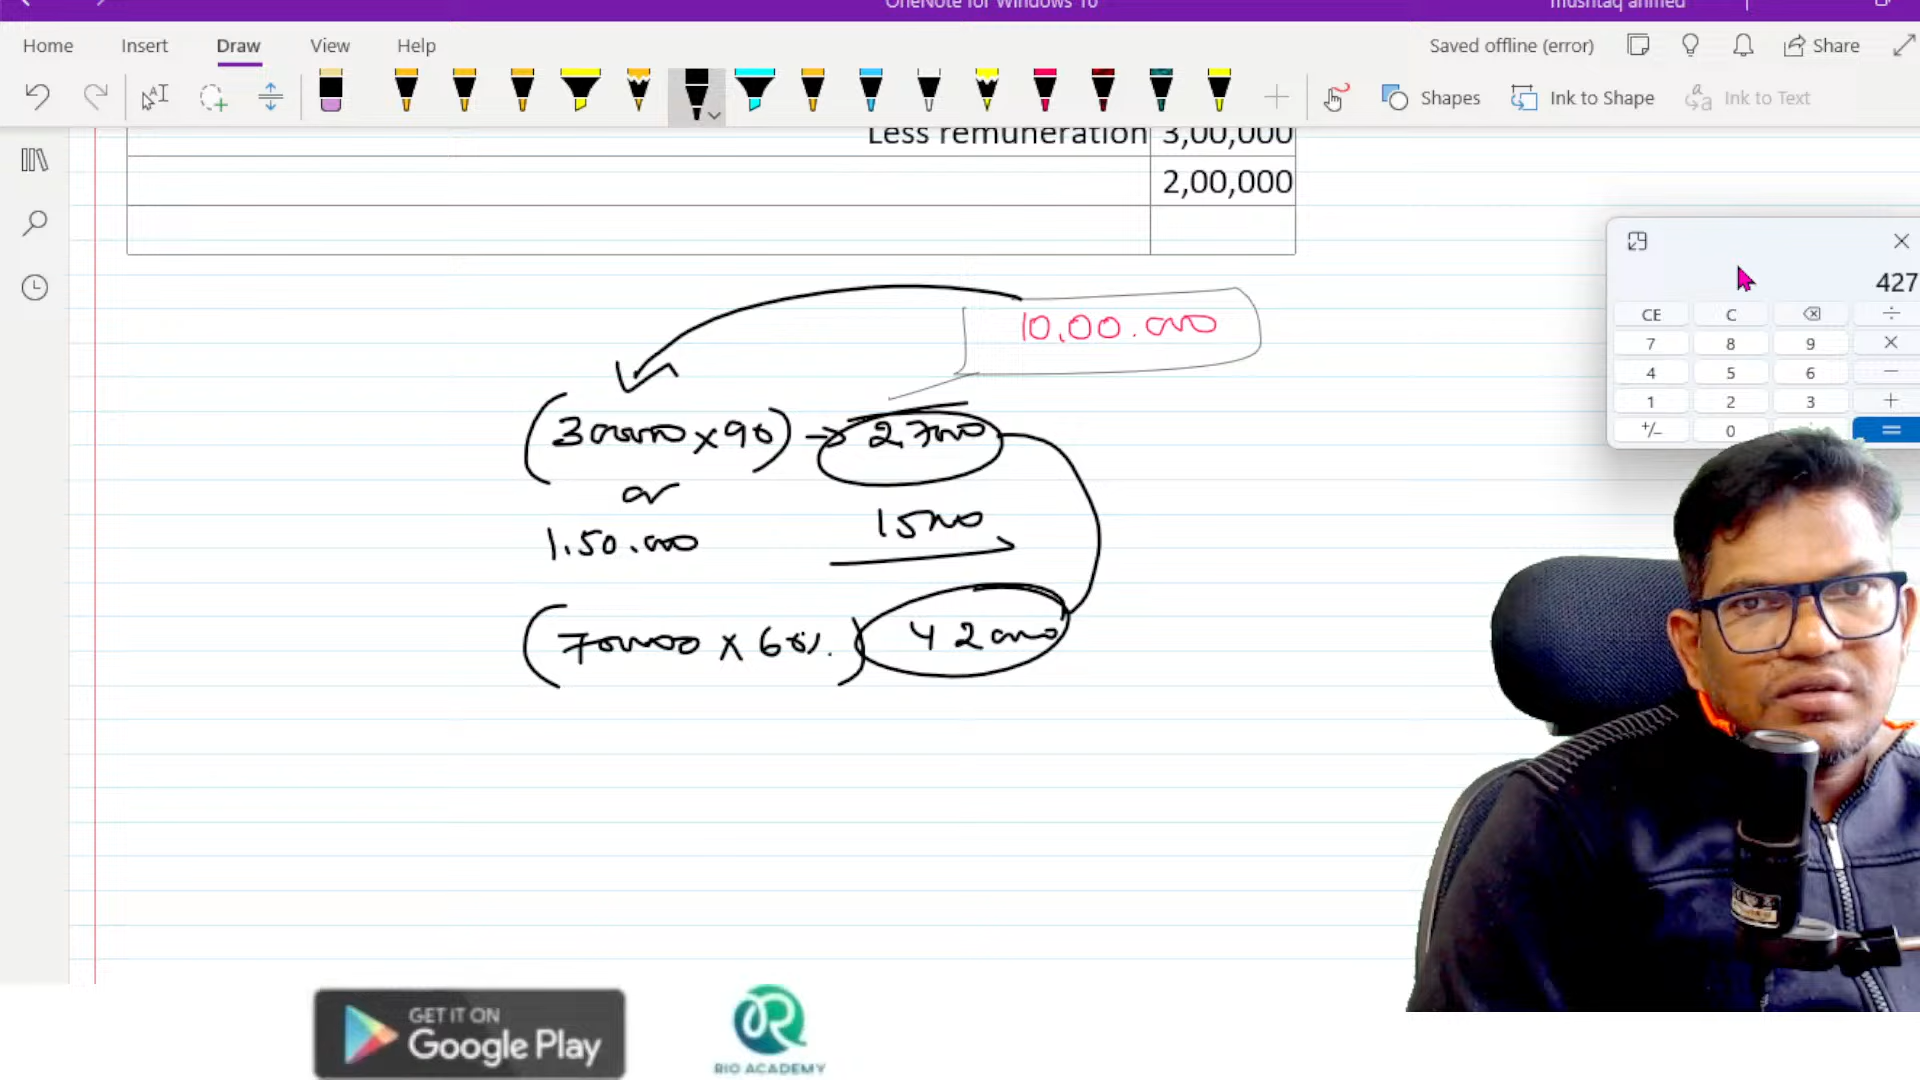 OneNote for Windows 10
mushtaq ahmed
Home Insert Draw View Help
Saved offline (error) Share
Shapes Ink to Shape Ink to Text
Less remuneration 3,00,000
2,00,000
427
CE C ÷
7 8 9 ×
4 5 6 −
1 2 3 +
+/− 0 . =
10,00.000
(300000 x 90) → 27000
or 15000
1.50.000
(700000 x 60%.) 42000
GET IT ON
Google Play
RIO ACADEMY